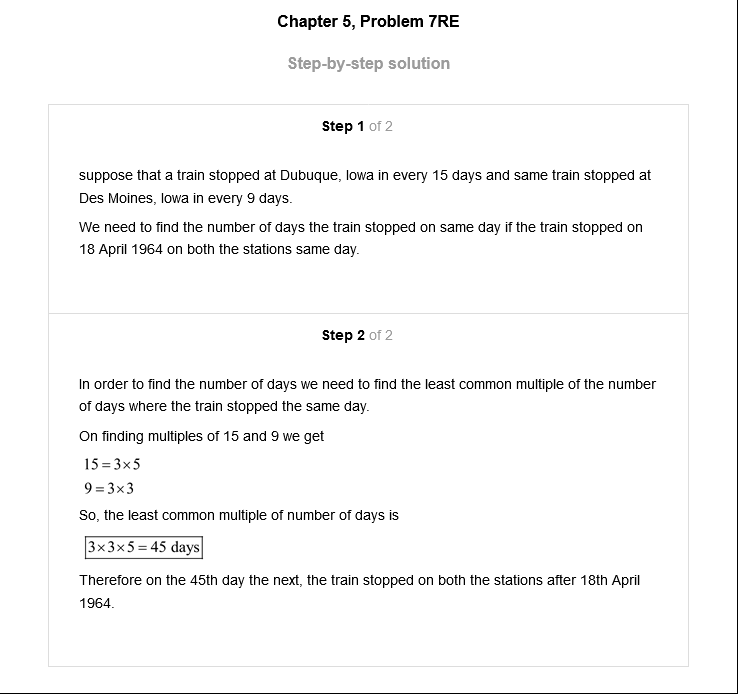 Chapter 5, Problem 7RE
Step-by-step solution
Step 1 of 2
suppose that a train stopped at Dubuque, Iowa in every 15 days and same train stopped at
Des Moines, Iowa in every 9 days.
We need to find the number of days the train stopped on same day if the train stopped on
18 April 1964 on both the stations same day.
Step 2 of 2
In order to find the number of days we need to find the least common multiple of the number
of days where the train stopped the same day.
On finding multiples of 15 and 9 we get
15=3×5
9=3×3
So, the least common multiple of number of days is
3×3×5=45 days
Therefore on the 45th day the next, the train stopped on both the stations after 18th April
1964.